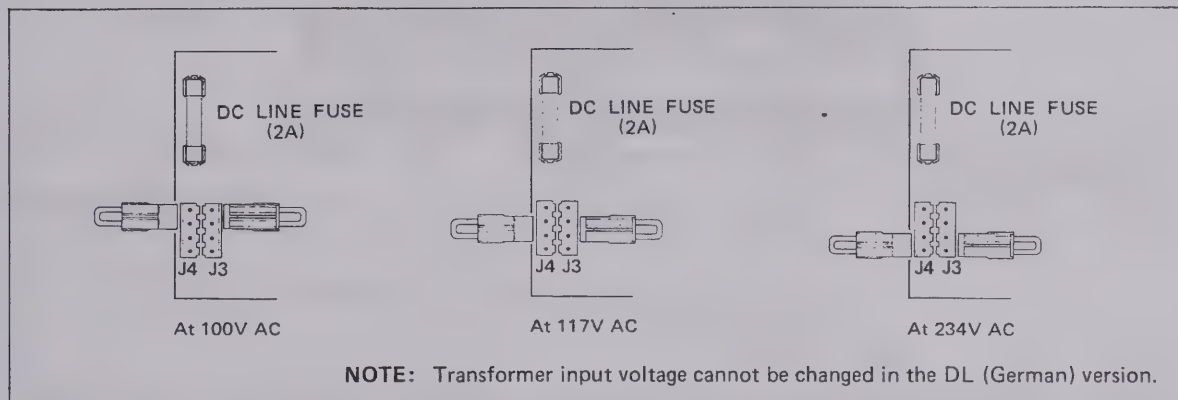 DC LINE FUSE
(2A)
J4 J3
At 100V AC
DC LINE FUSE
(2A)
J4 J3
At 117V AC
DC LINE FUSE
(2A)
J4 J3
At 234V AC
NOTE: Transformer input voltage cannot be changed in the DL (German) version.